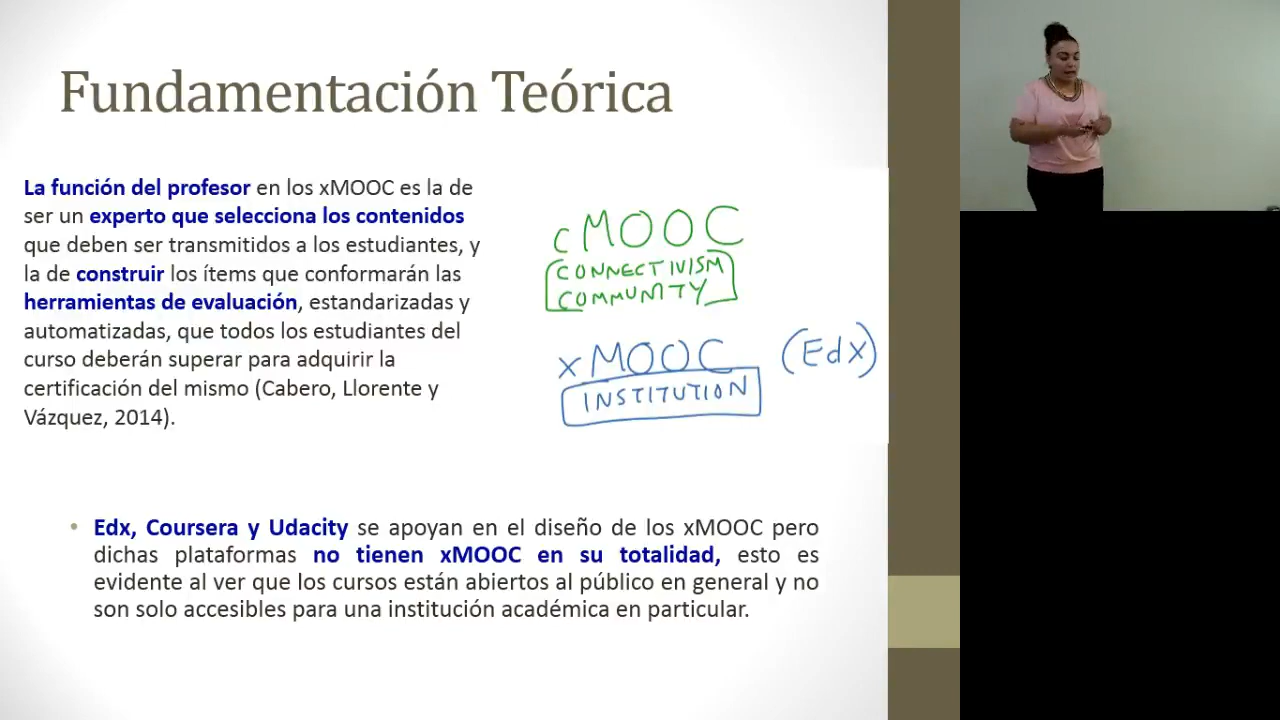 Fundamentación Teórica
La función del profesor en los xMOOC es la de
ser un experto que selecciona los contenidos
que deben ser transmitidos a los estudiantes, y
la de construir los ítems que conformarán las
herramientas de evaluación, estandarizadas y
automatizadas, que todos los estudiantes del
curso deberán superar para adquirir la
certificación del mismo (Cabero, Llorente y
Vázquez, 2014).
cMOOC
CONNECTIVISM
COMMUNITY
xMOOC (Edx)
INSTITUTION
• Edx, Coursera y Udacity se apoyan en el diseño de los xMOOC pero
dichas plataformas no tienen xMOOC en su totalidad, esto es
evidente al ver que los cursos están abiertos al público en general y no
son solo accesibles para una institución académica en particular.